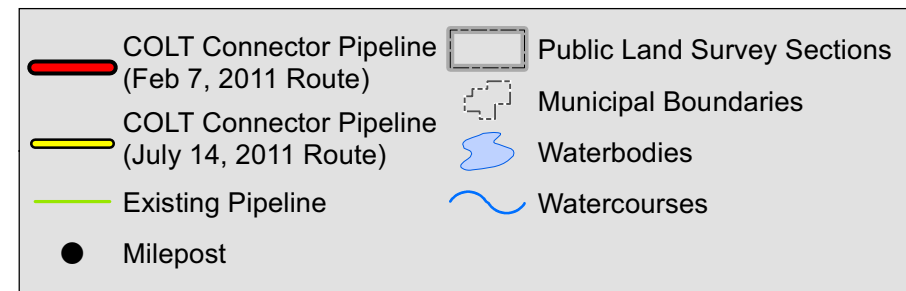 COLT Connector Pipeline
(Feb 7, 2011 Route)
COLT Connector Pipeline
(July 14, 2011 Route)
Existing Pipeline
Milepost
Public Land Survey Sections
Municipal Boundaries
Waterbodies
Watercourses